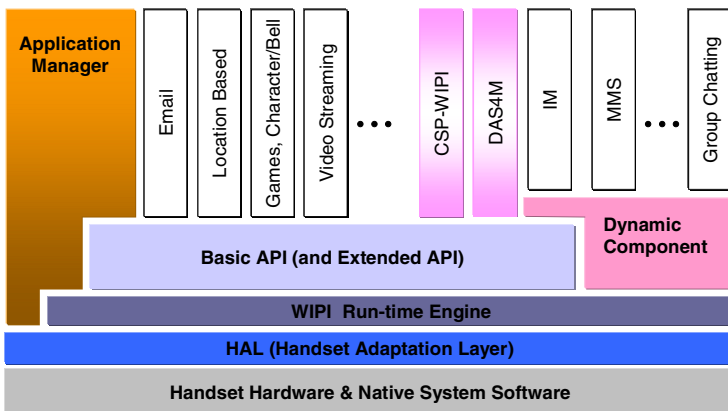 Application
Manager
Email
Location Based
Games, Character/Bell
Video Streaming
• • •
CSP-WIPI
DAS4M
IM
MMS
• • •
Group Chatting
Dynamic
Component
Basic API (and Extended API)
WIPI Run-time Engine
HAL (Handset Adaptation Layer)
Handset Hardware & Native System Software